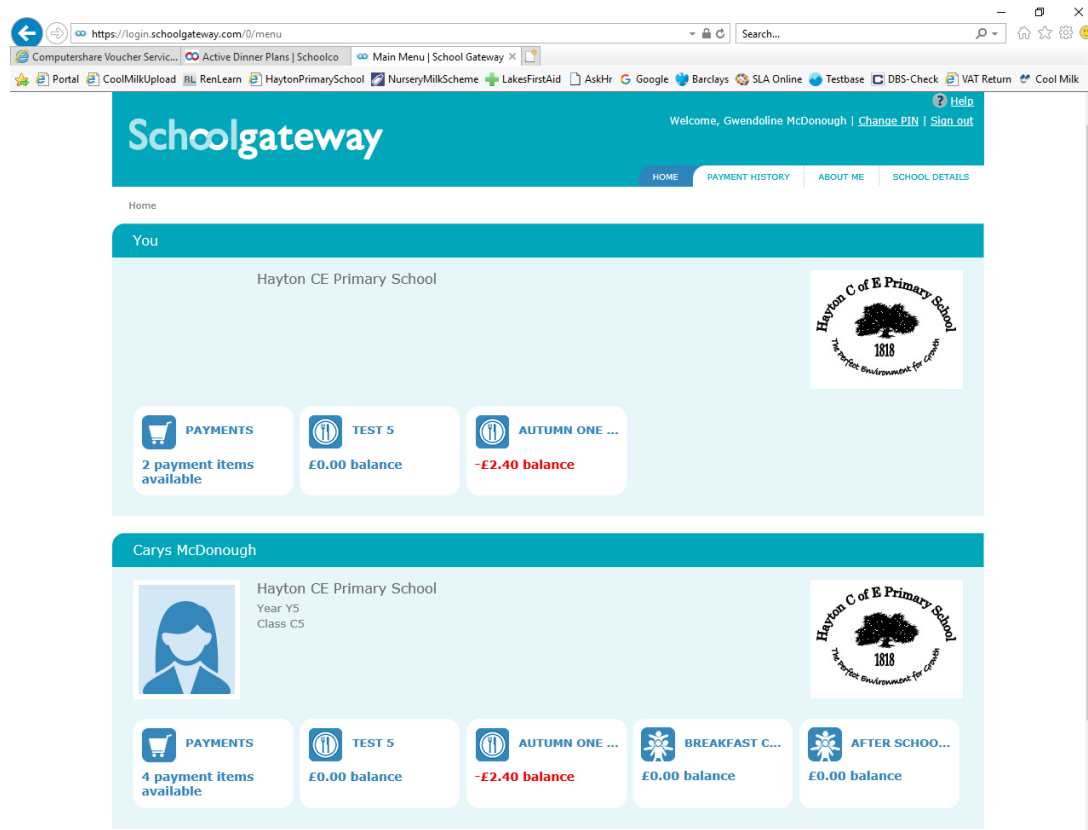 https://login.schoolgateway.com/0/menu
Search...
Computershare Voucher Servic...
Active Dinner Plans | Schoolco
Main Menu | School Gateway
Portal
CoolMilkUpload
RL RenLearn
HaytonPrimarySchool
NurseryMilkScheme
LakesFirstAid
AskHr
G Google
Barclays
SLA Online
Testbase
DBS-Check
VAT Return
Cool Milk
? Help
Schoolgateway
Welcome, Gwendoline McDonough | Change PIN | Sign out
HOME
PAYMENT HISTORY
ABOUT ME
SCHOOL DETAILS
Home
You
Hayton CE Primary School
Hayton C of E Primary School
1818
The Perfect Environment for Growth
PAYMENTS
2 payment items
available
TEST 5
£0.00 balance
AUTUMN ONE ...
-£2.40 balance
Carys McDonough
Hayton CE Primary School
Year Y5
Class C5
Hayton C of E Primary School
1818
The Perfect Environment for Growth
PAYMENTS
4 payment items
available
TEST 5
£0.00 balance
AUTUMN ONE ...
-£2.40 balance
BREAKFAST C...
£0.00 balance
AFTER SCHOO...
£0.00 balance